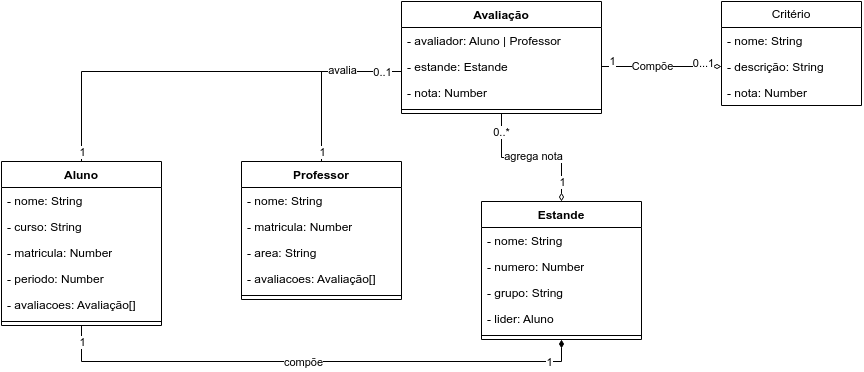 Avaliação
- avaliador: Aluno | Professor
- estande: Estande
- nota: Number
1
Compõe
0...1
Critério
- nome: String
- descrição: String
- nota: Number
avalia
0..1
1
1
0..*
agrega nota
1
Aluno
- nome: String
- curso: String
- matricula: Number
- periodo: Number
- avaliacoes: Avaliação[]
Professor
- nome: String
- matricula: Number
- area: String
- avaliacoes: Avaliação[]
Estande
- nome: String
- numero: Number
- grupo: String
- lider: Aluno
1
compõe
1